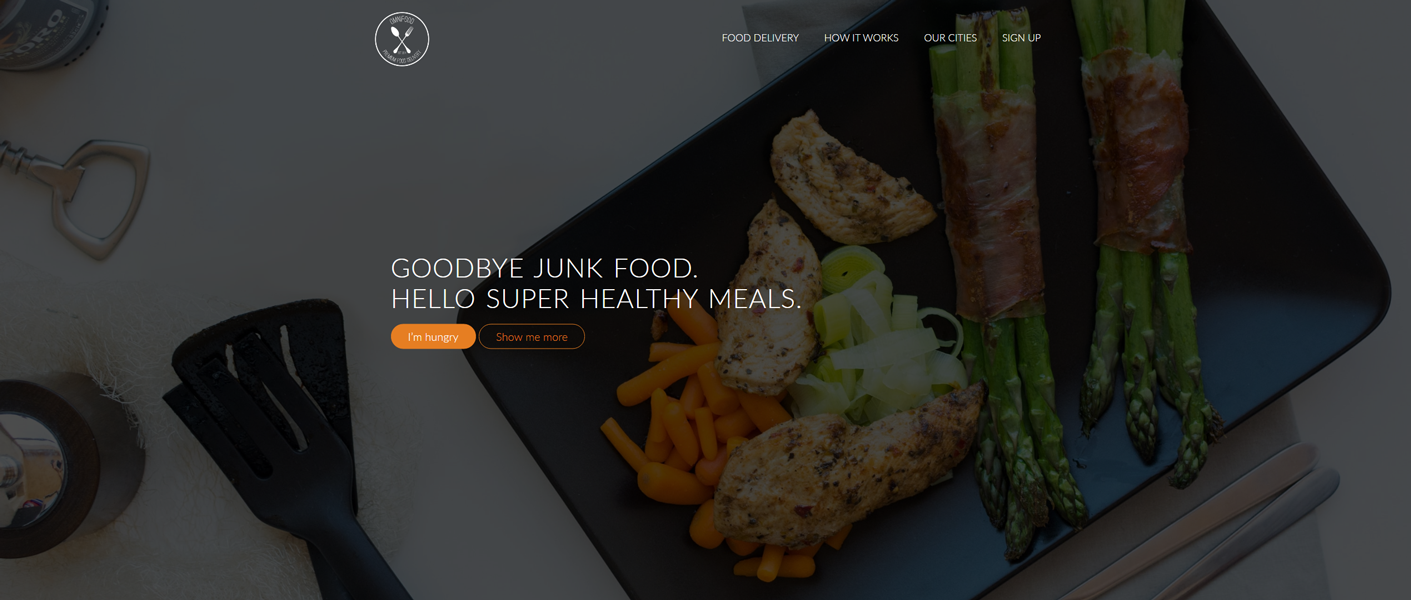 OMNIFOOD
PREMIUM FOOD DELIVERY
FOOD DELIVERY
HOW IT WORKS
OUR CITIES
SIGN UP
GOODBYE JUNK FOOD.
HELLO SUPER HEALTHY MEALS.
I'm hungry
Show me more